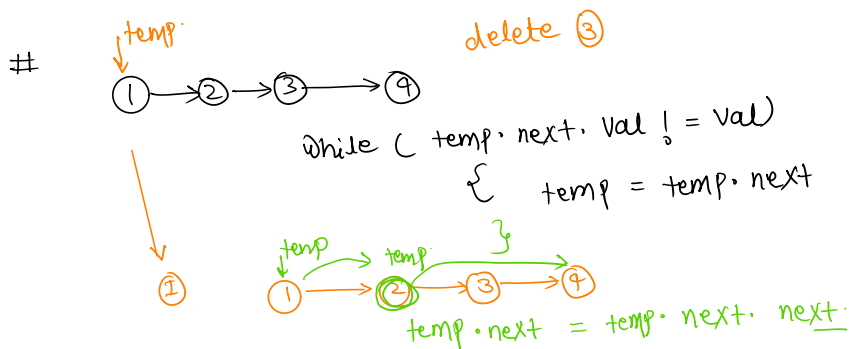 temp.
delete 3
#
1 2 3 4
while ( temp.next.val != val)
{ temp = temp.next
}
temp temp.
I 1 2 3 4
temp.next = temp.next.next.